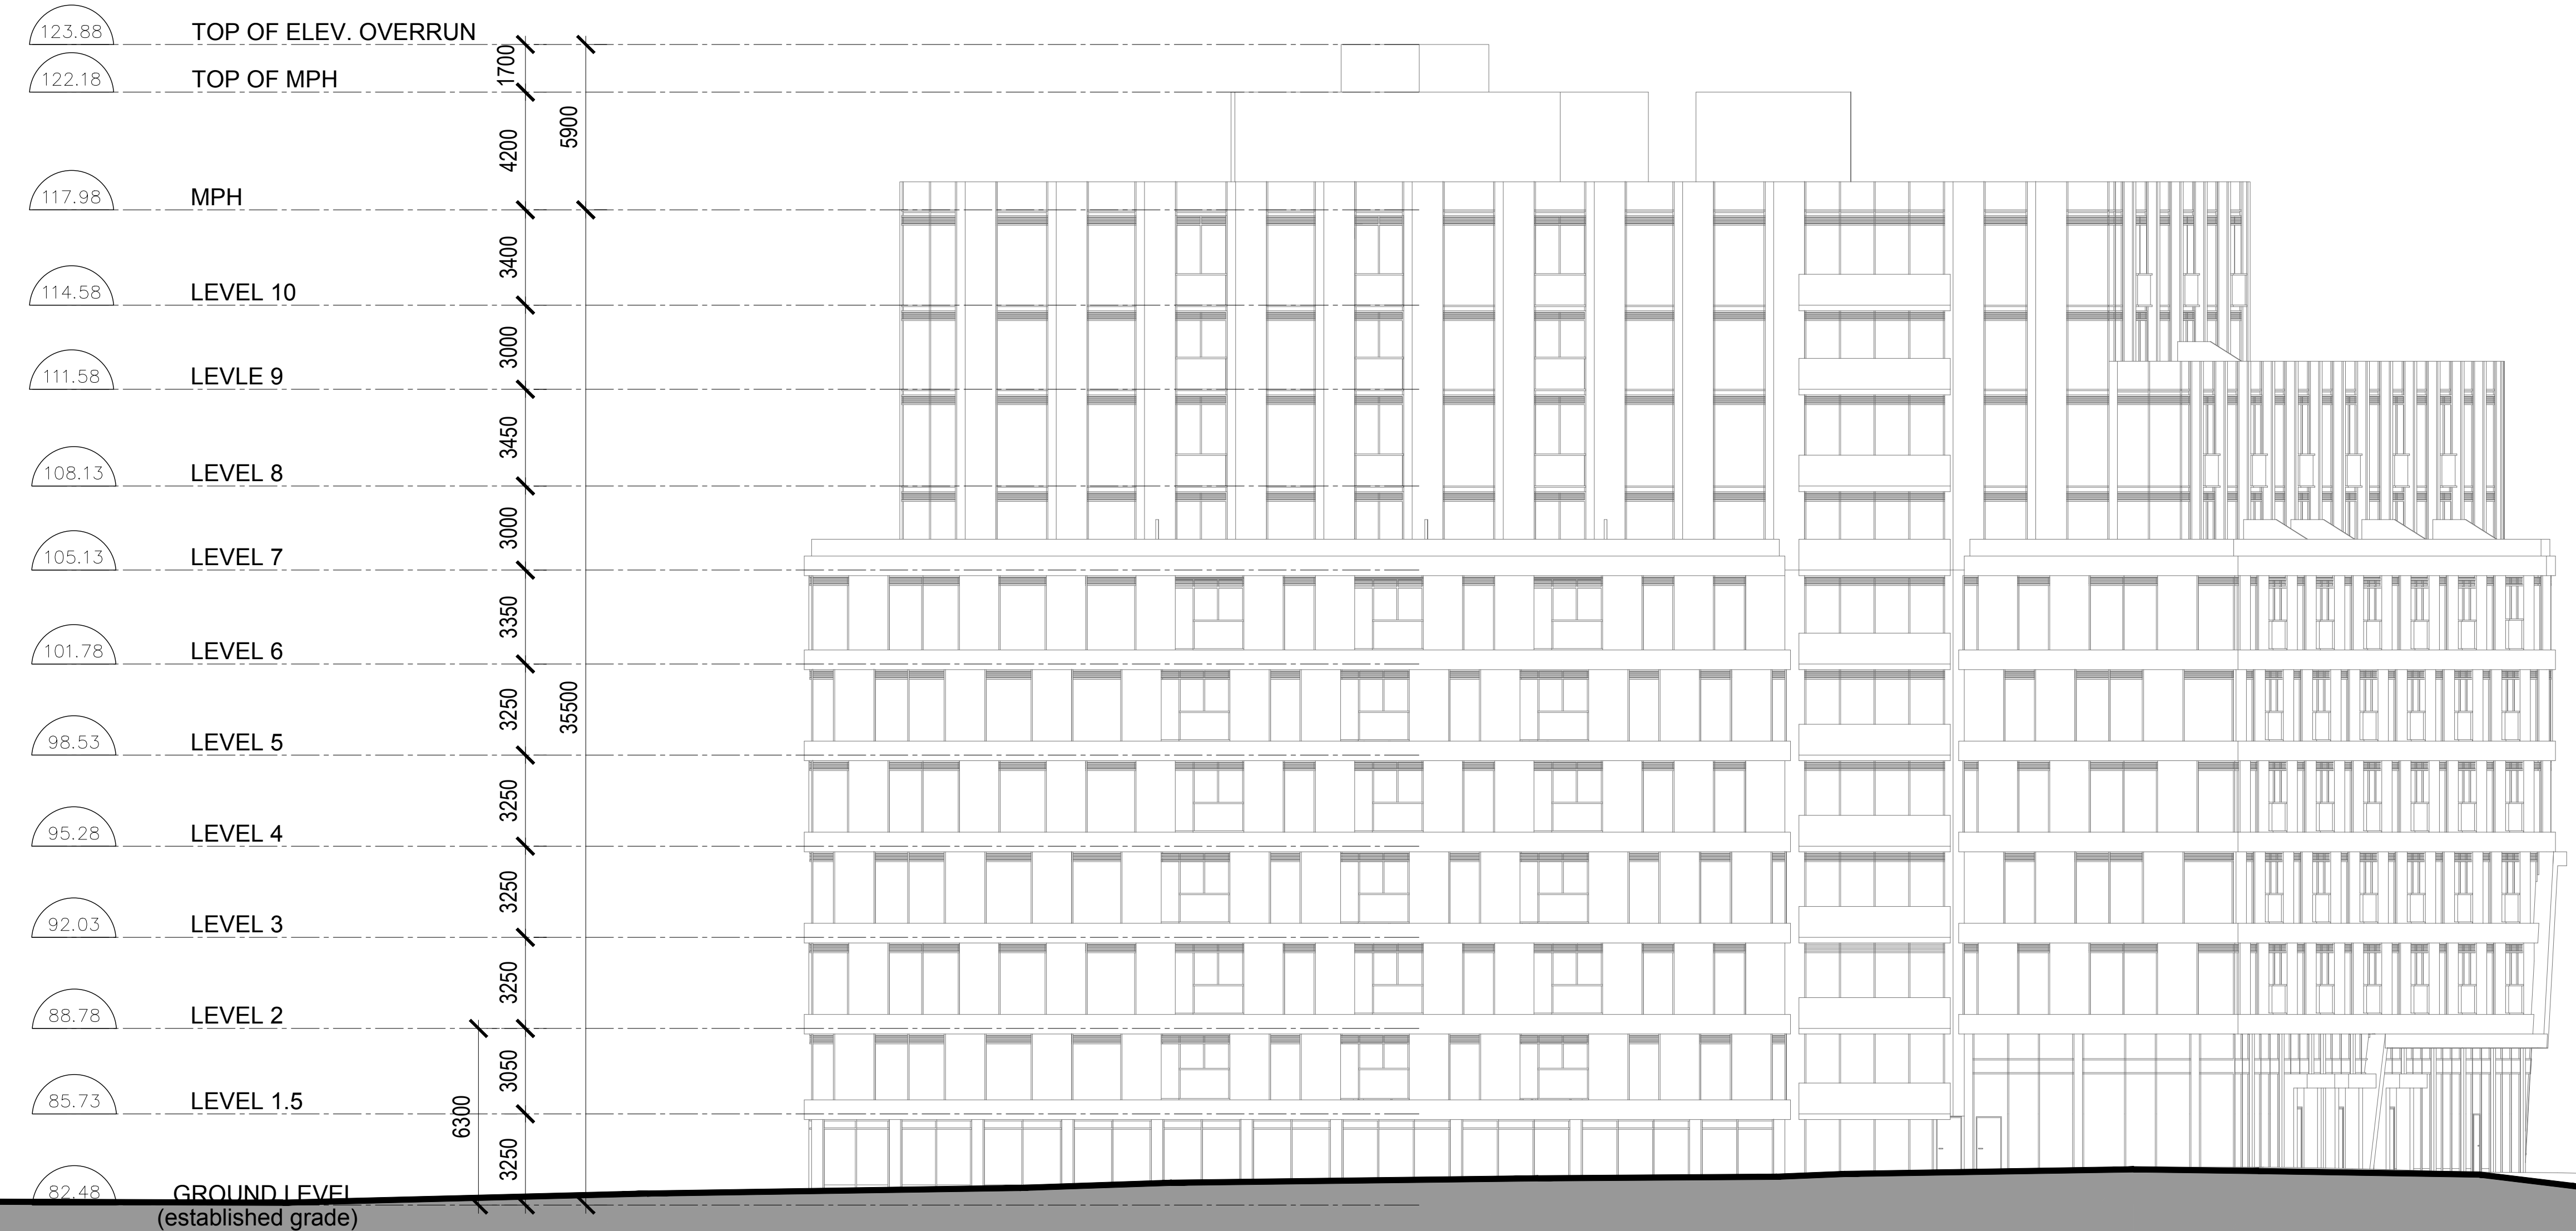 123.88 TOP OF ELEV. OVERRUN
1700
122.18 TOP OF MPH
5900
4200
117.98 MPH
3400
114.58 LEVEL 10
3000
111.58 LEVLE 9
3450
108.13 LEVEL 8
3000
105.13 LEVEL 7
3350
101.78 LEVEL 6
3250
35500
98.53 LEVEL 5
3250
95.28 LEVEL 4
3250
92.03 LEVEL 3
3250
88.78 LEVEL 2
3050
85.73 LEVEL 1.5
6300
3250
82.48 GROUND LEVEL
(established grade)